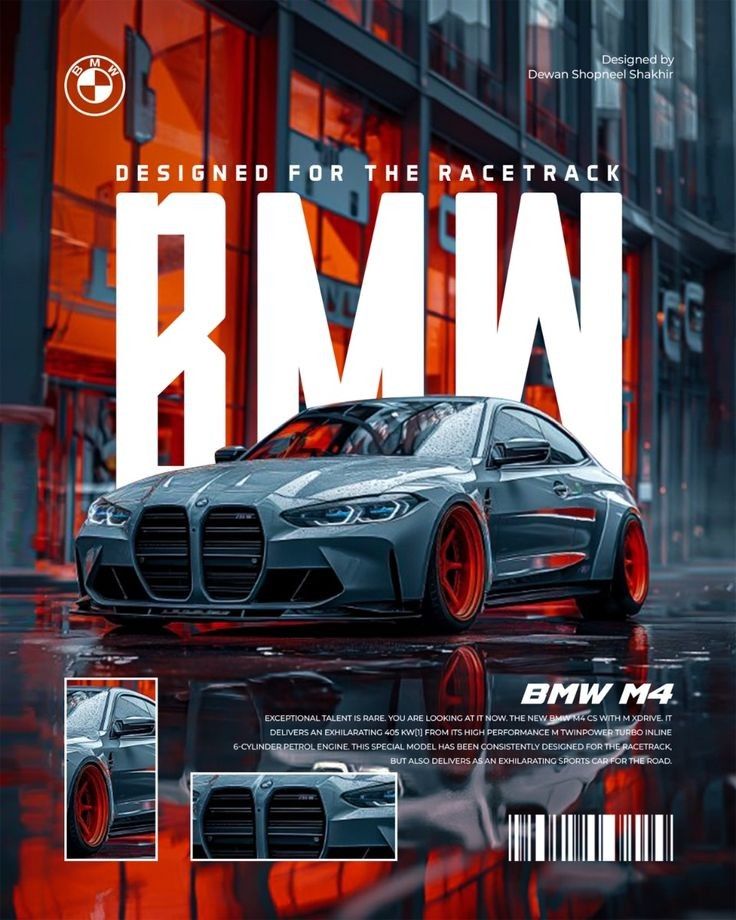 BMW
Designed by
Dewan Shopneel Shakhir
DESIGNED FOR THE RACETRACK
BMW
BMW M4
EXCEPTIONAL TALENT IS RARE. YOU ARE LOOKING AT IT NOW. THE NEW BMW M4 CS WITH M XDRIVE. IT
DELIVERS AN EXHILARATING 405 KW[1] FROM ITS HIGH PERFORMANCE M TWINPOWER TURBO INLINE
6-CYLINDER PETROL ENGINE. THIS SPECIAL MODEL HAS BEEN CONSISTENTLY DESIGNED FOR THE RACETRACK,
BUT ALSO DELIVERS AS AN EXHILARATING SPORTS CAR FOR THE ROAD.